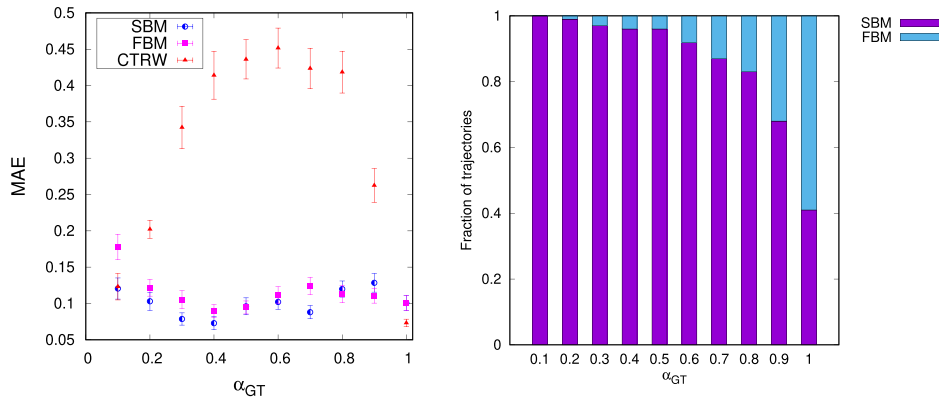 SBM
FBM
CTRW
MAE
0.5
0.45
0.4
0.35
0.3
0.25
0.2
0.15
0.1
0.05
0 0.2 0.4 0.6 0.8 1
αGT
SBM
FBM
Fraction of trajectories
1
0.8
0.6
0.4
0.2
0
0.1 0.2 0.3 0.4 0.5 0.6 0.7 0.8 0.9 1
αGT